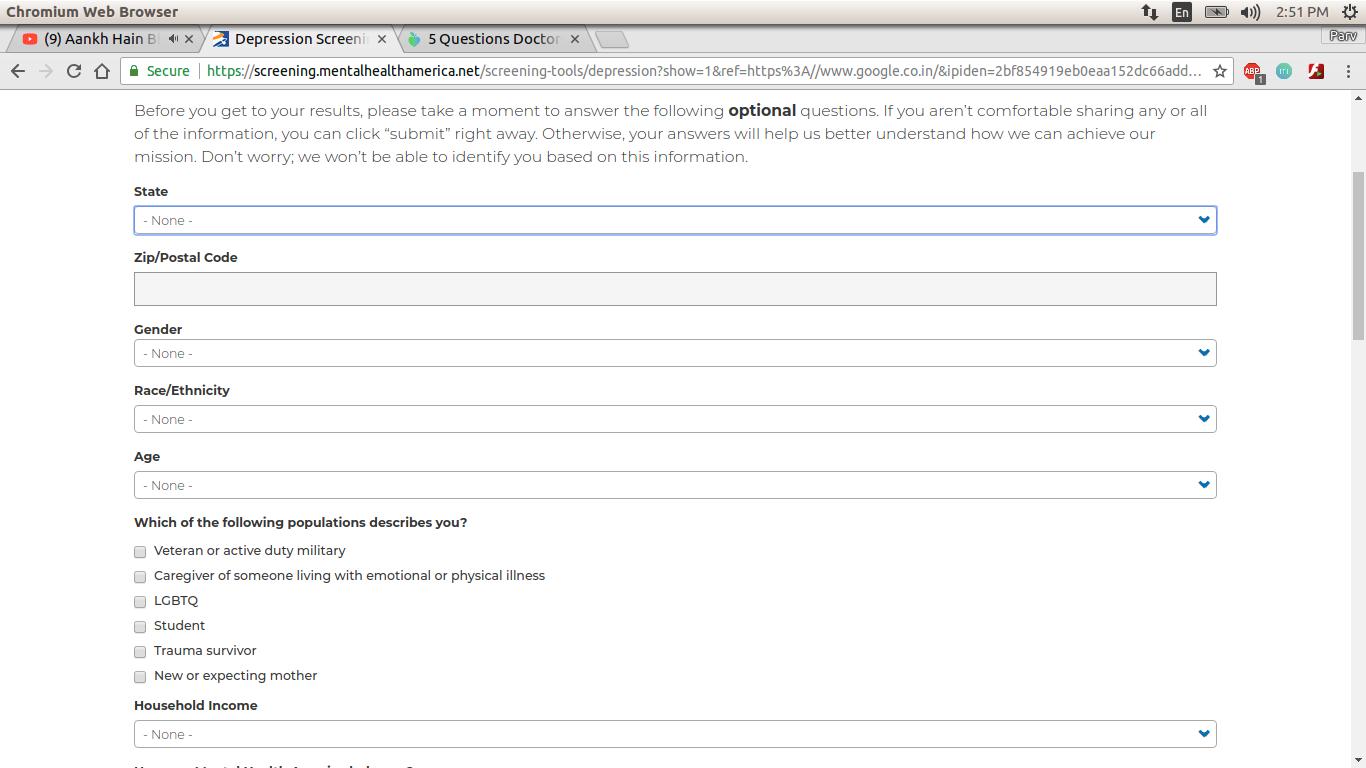 Chromium Web Browser
En
2:51 PM
(9) Aankh Hain B
Depression Screeni
5 Questions Doctor
Parv
Secure
https://screening.mentalhealthamerica.net/screening-tools/depression?show=1&ref=https%3A//www.google.co.in/&ipiden=2bf854919eb0eaa152dc66add...
ABP
1
Before you get to your results, please take a moment to answer the following optional questions. If you aren’t comfortable sharing any or all
of the information, you can click “submit” right away. Otherwise, your answers will help us better understand how we can achieve our
mission. Don’t worry; we won’t be able to identify you based on this information.
State
- None -
Zip/Postal Code
Gender
- None -
Race/Ethnicity
- None -
Age
- None -
Which of the following populations describes you?
Veteran or active duty military
Caregiver of someone living with emotional or physical illness
LGBTQ
Student
Trauma survivor
New or expecting mother
Household Income
- None -